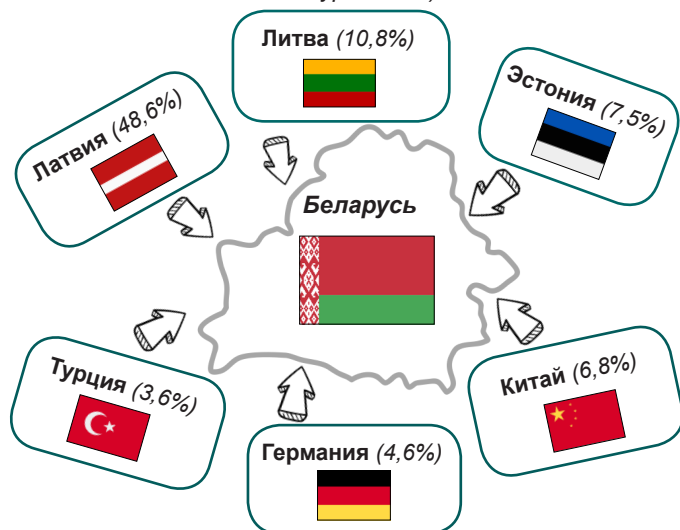 Литва (10,8%)
Эстония (7,5%)
Латвия (48,6%)
Беларусь
Турция (3,6%)
Китай (6,8%)
Германия (4,6%)